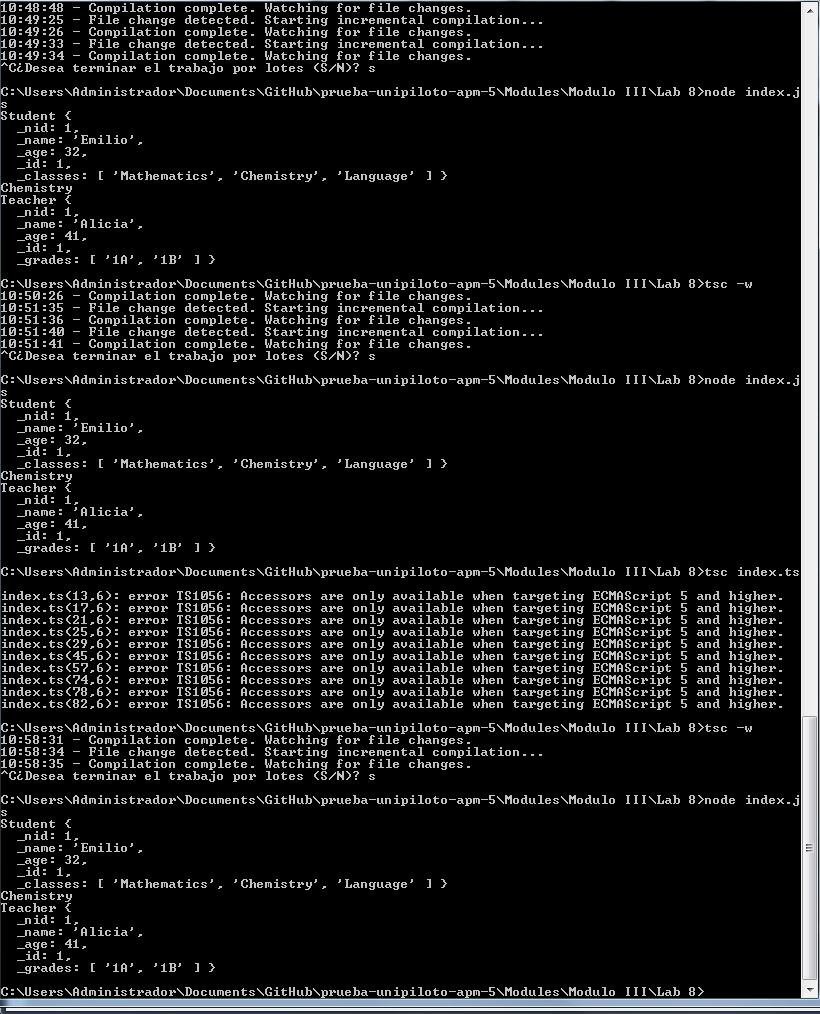 10:48:48 - Compilation complete. Watching for file changes.
10:49:25 - File change detected. Starting incremental compilation...
10:49:26 - Compilation complete. Watching for file changes.
10:49:33 - File change detected. Starting incremental compilation...
10:49:34 - Compilation complete. Watching for file changes.
^C¿Desea terminar el trabajo por lotes (S/N)? s
C:\Users\Administrador\Documents\GitHub\prueba-unipiloto-apm-5\Modules\Modulo III\Lab 8>node index.j
s
Student {
  _nid: 1,
  _name: 'Emilio',
  _age: 32,
  _id: 1,
  _classes: [ 'Mathematics', 'Chemistry', 'Language' ] }
Chemistry
Teacher {
  _nid: 1,
  _name: 'Alicia',
  _age: 41,
  _id: 1,
  _grades: [ '1A', '1B' ] }
C:\Users\Administrador\Documents\GitHub\prueba-unipiloto-apm-5\Modules\Modulo III\Lab 8>tsc -w
10:50:26 - Compilation complete. Watching for file changes.
10:51:35 - File change detected. Starting incremental compilation...
10:51:36 - Compilation complete. Watching for file changes.
10:51:40 - File change detected. Starting incremental compilation...
10:51:41 - Compilation complete. Watching for file changes.
^C¿Desea terminar el trabajo por lotes (S/N)? s
C:\Users\Administrador\Documents\GitHub\prueba-unipiloto-apm-5\Modules\Modulo III\Lab 8>node index.j
s
Student {
  _nid: 1,
  _name: 'Emilio',
  _age: 32,
  _id: 1,
  _classes: [ 'Mathematics', 'Chemistry', 'Language' ] }
Chemistry
Teacher {
  _nid: 1,
  _name: 'Alicia',
  _age: 41,
  _id: 1,
  _grades: [ '1A', '1B' ] }
C:\Users\Administrador\Documents\GitHub\prueba-unipiloto-apm-5\Modules\Modulo III\Lab 8>tsc index.ts
index.ts(13,6): error TS1056: Accessors are only available when targeting ECMAScript 5 and higher.
index.ts(17,6): error TS1056: Accessors are only available when targeting ECMAScript 5 and higher.
index.ts(21,6): error TS1056: Accessors are only available when targeting ECMAScript 5 and higher.
index.ts(25,6): error TS1056: Accessors are only available when targeting ECMAScript 5 and higher.
index.ts(29,6): error TS1056: Accessors are only available when targeting ECMAScript 5 and higher.
index.ts(45,6): error TS1056: Accessors are only available when targeting ECMAScript 5 and higher.
index.ts(57,6): error TS1056: Accessors are only available when targeting ECMAScript 5 and higher.
index.ts(74,6): error TS1056: Accessors are only available when targeting ECMAScript 5 and higher.
index.ts(78,6): error TS1056: Accessors are only available when targeting ECMAScript 5 and higher.
index.ts(82,6): error TS1056: Accessors are only available when targeting ECMAScript 5 and higher.
C:\Users\Administrador\Documents\GitHub\prueba-unipiloto-apm-5\Modules\Modulo III\Lab 8>tsc -w
10:58:31 - Compilation complete. Watching for file changes.
10:58:34 - File change detected. Starting incremental compilation...
10:58:35 - Compilation complete. Watching for file changes.
^C¿Desea terminar el trabajo por lotes (S/N)? s
C:\Users\Administrador\Documents\GitHub\prueba-unipiloto-apm-5\Modules\Modulo III\Lab 8>node index.j
s
Student {
  _nid: 1,
  _name: 'Emilio',
  _age: 32,
  _id: 1,
  _classes: [ 'Mathematics', 'Chemistry', 'Language' ] }
Chemistry
Teacher {
  _nid: 1,
  _name: 'Alicia',
  _age: 41,
  _id: 1,
  _grades: [ '1A', '1B' ] }
C:\Users\Administrador\Documents\GitHub\prueba-unipiloto-apm-5\Modules\Modulo III\Lab 8>